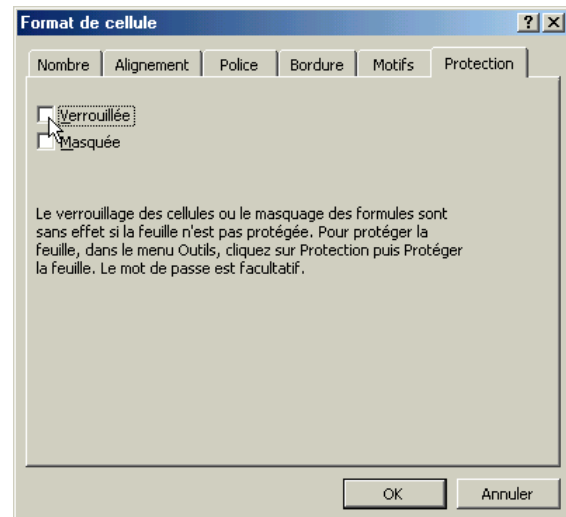 Format de cellule
Nombre Alignement Police Bordure Motifs Protection
Verrouillée
Masquée
Le verrouillage des cellules ou le masquage des formules sont
sans effet si la feuille n'est pas protégée. Pour protéger la
feuille, dans le menu Outils, cliquez sur Protection puis Protéger
la feuille. Le mot de passe est facultatif.
OK Annuler